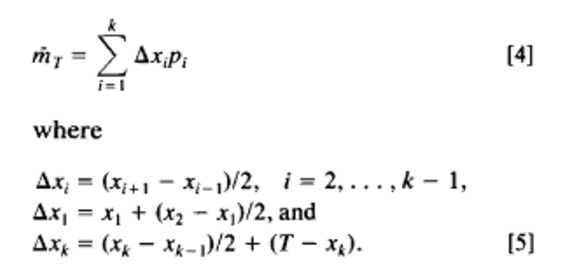 m̄_T = ∑_{i=1}^{k} Δx_i p_i [4]
where
Δx_i = (x_{i+1} − x_{i−1})/2, i = 2, . . . , k − 1,
Δx_1 = x_1 + (x_2 − x_1)/2, and
Δx_k = (x_k − x_{k−1})/2 + (T − x_k). [5]